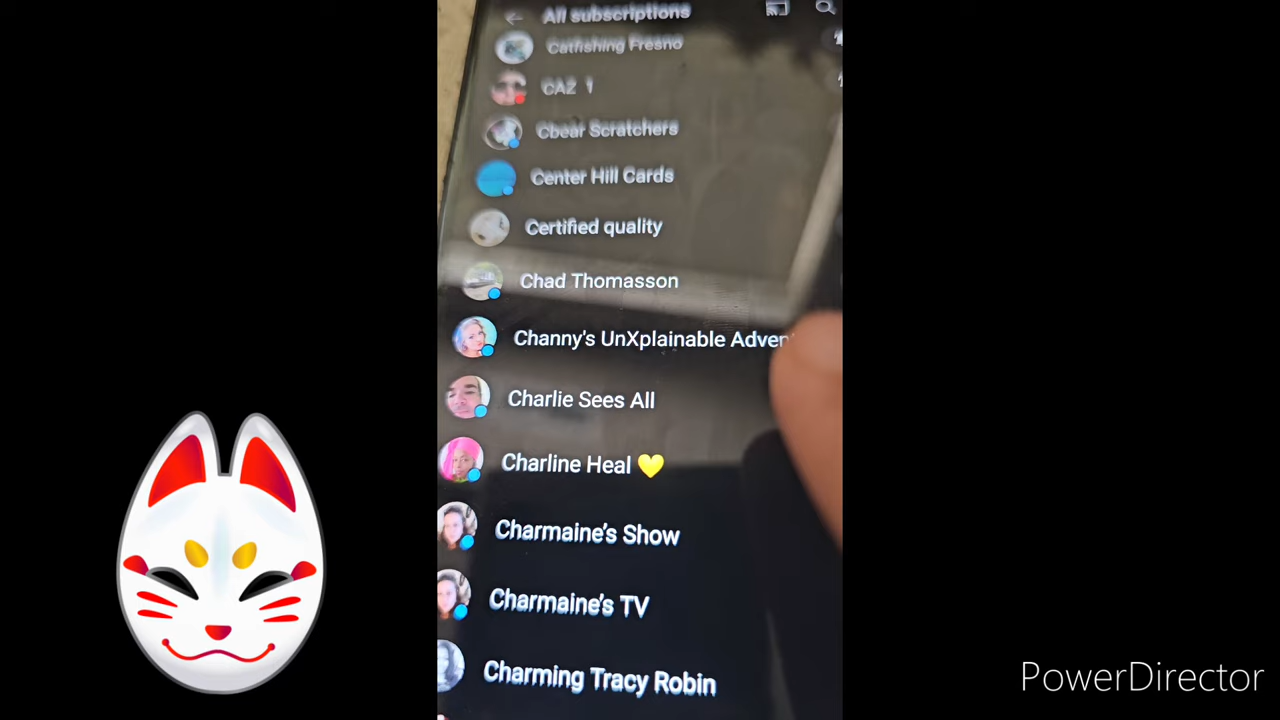 All subscriptions
Catfishing Fresno
CAZ
Cbear Scratchers
Center Hill Cards
Certified quality
Chad Thomasson
Channy's UnXplainable Adven
Charlie Sees All
Charline Heal 💛
Charmaine's Show
Charmaine's TV
Charming Tracy Robin
PowerDirector